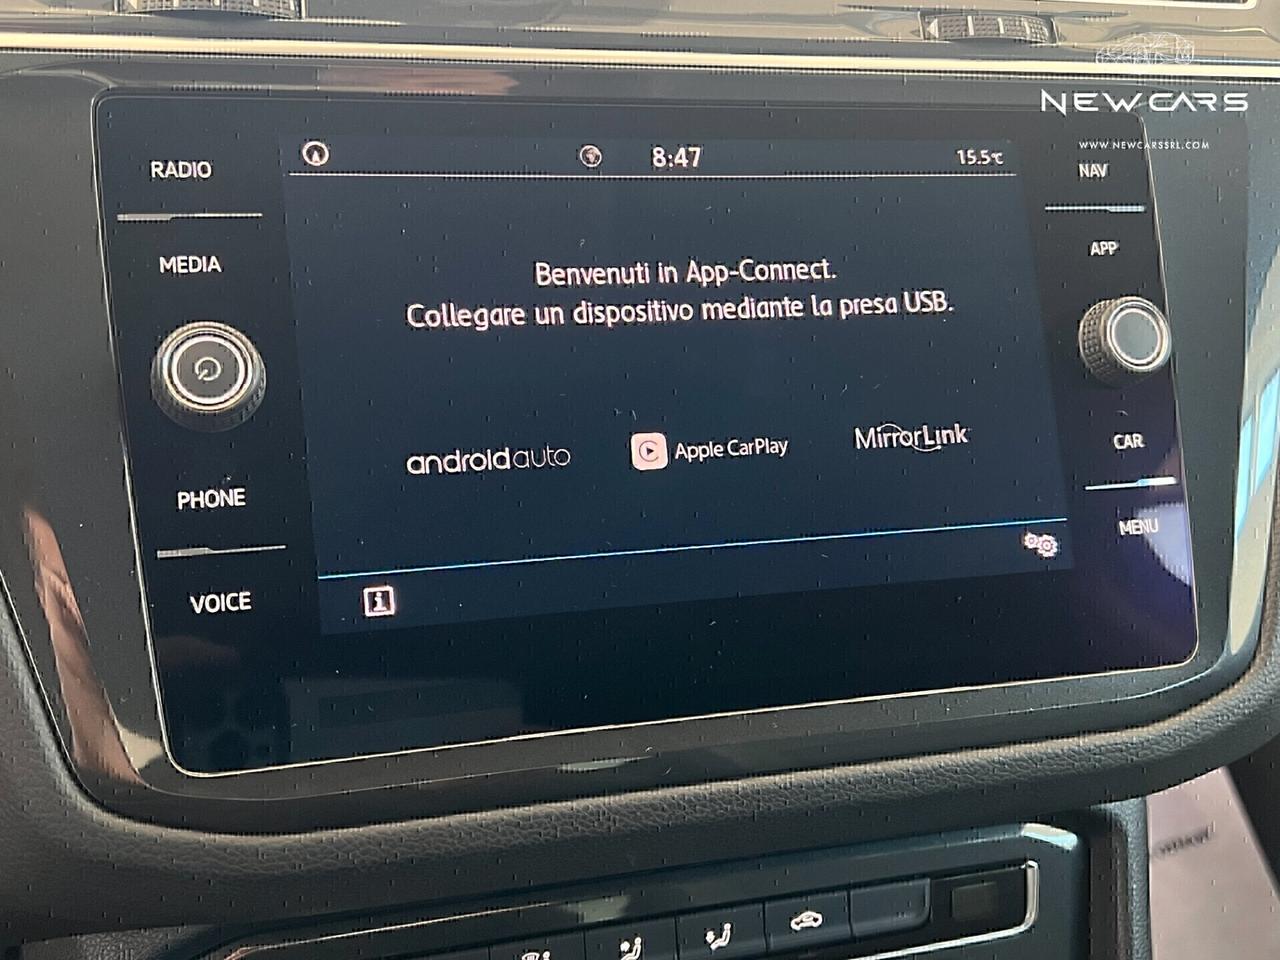 NEWCARS
WWW.NEWCARSSRL.COM
8:47
15.5°C
RADIO
MEDIA
PHONE
VOICE
Benvenuti in App-Connect.
Collegare un dispositivo mediante la presa USB.
androidauto
Apple CarPlay
MirrorLink
i
NAV
APP
CAR
MENU